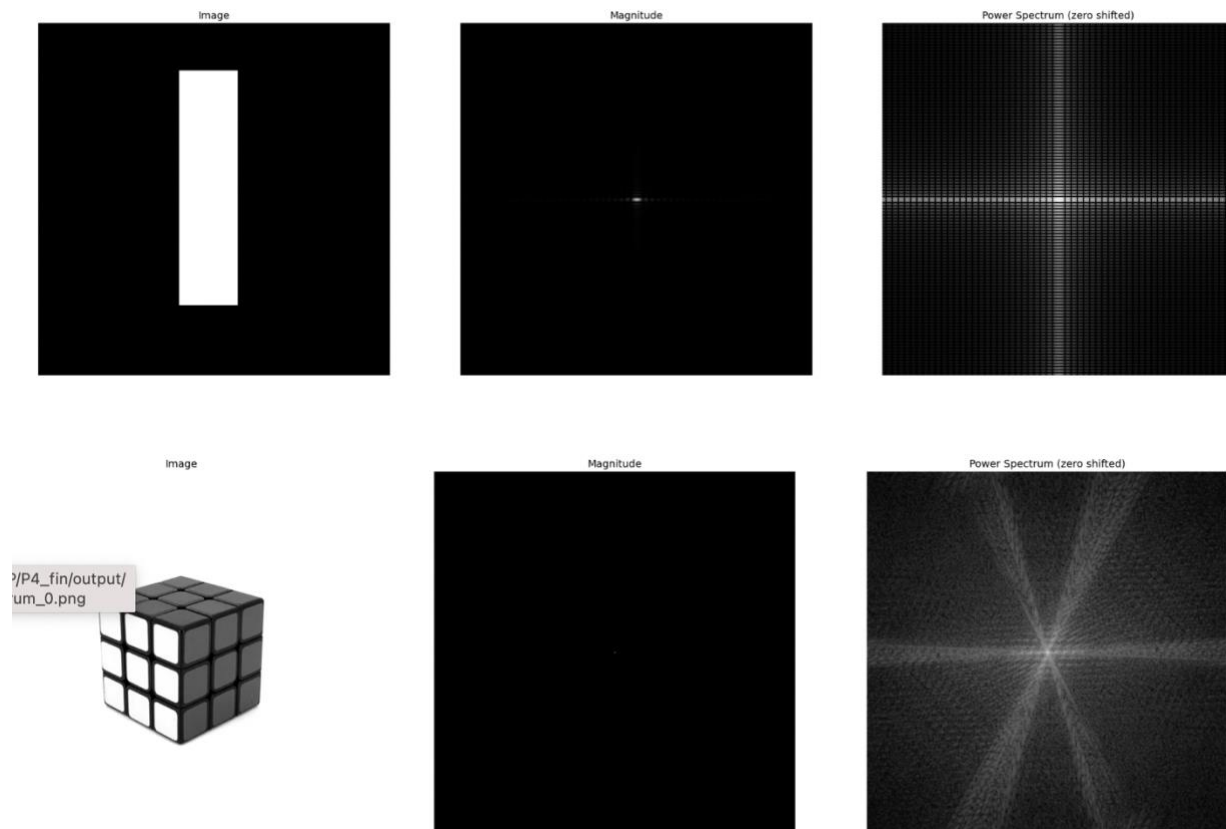 Image
Magnitude
Power Spectrum (zero shifted)
Image
Magnitude
Power Spectrum (zero shifted)
/P4_fin/output/
um_0.png